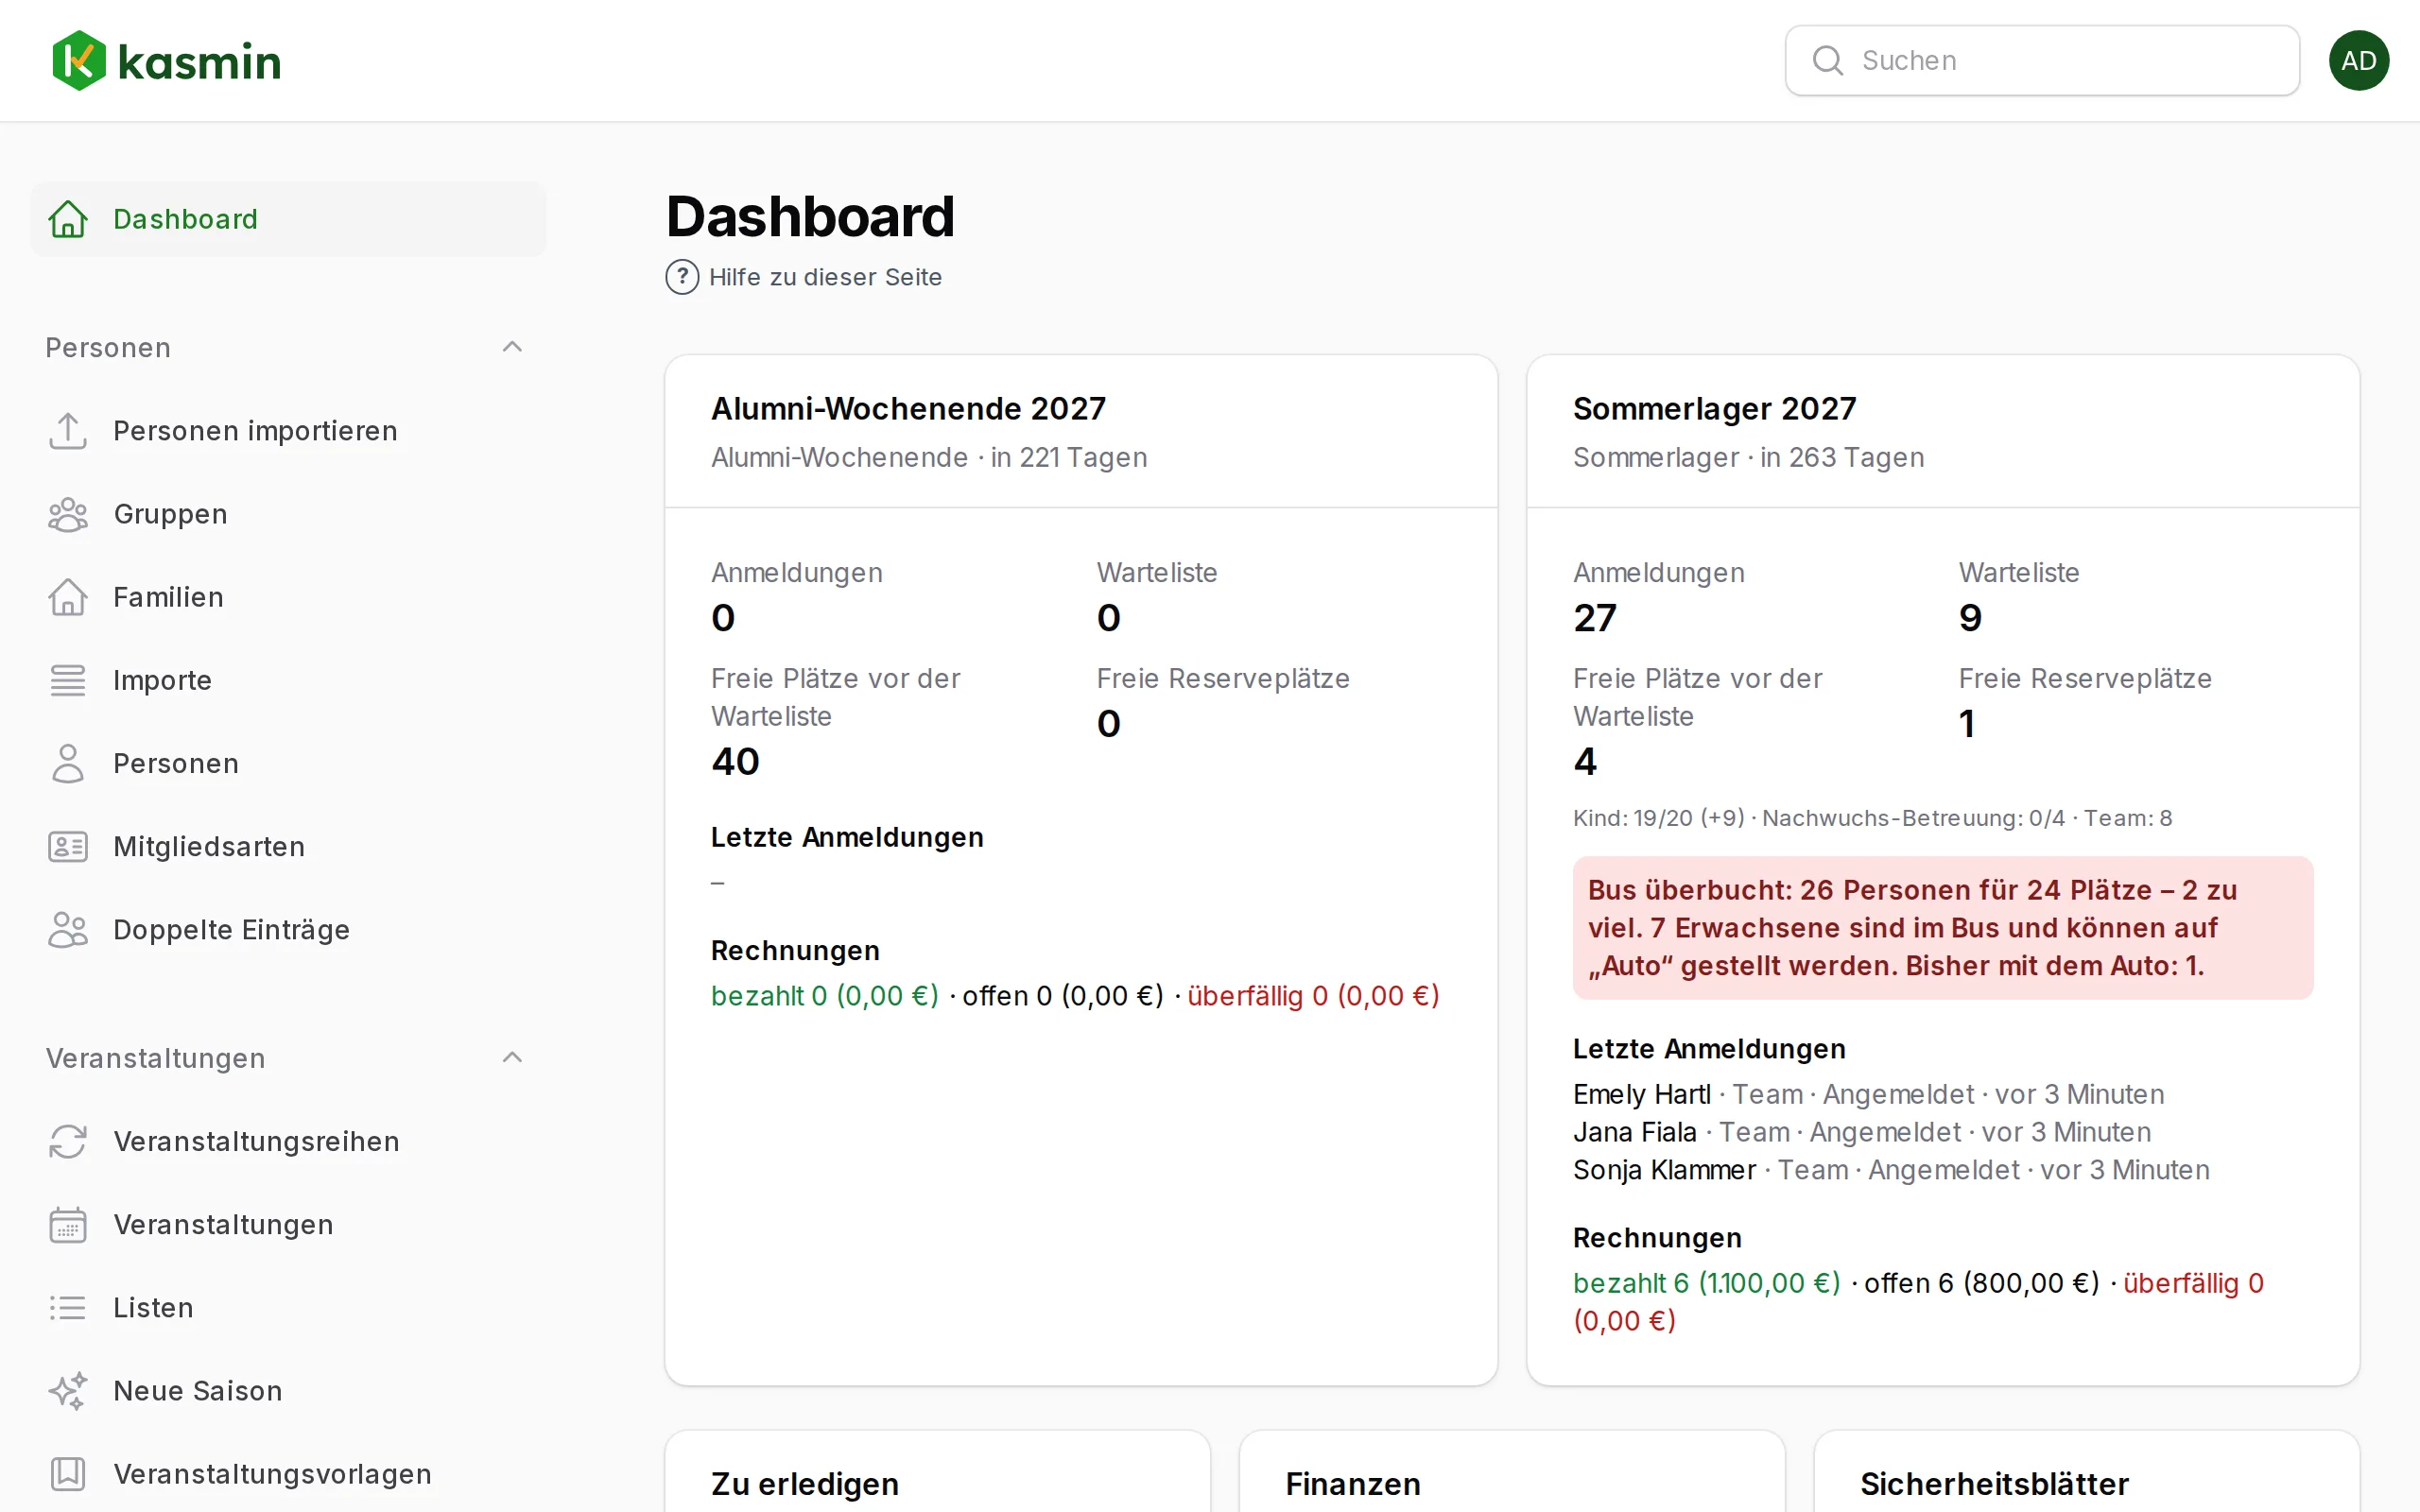 kasmin
Suchen
AD
Dashboard
Personen
Personen importieren
Gruppen
Familien
Importe
Personen
Mitgliedsarten
Doppelte Einträge
Veranstaltungen
Veranstaltungsreihen
Veranstaltungen
Listen
Neue Saison
Veranstaltungsvorlagen
Dashboard
? Hilfe zu dieser Seite
Alumni-Wochenende 2027
Alumni-Wochenende · in 221 Tagen
Anmeldungen
0
Warteliste
0
Freie Plätze vor der
Warteliste
40
Freie Reserveplätze
0
Letzte Anmeldungen
–
Rechnungen
bezahlt 0 (0,00 €) · offen 0 (0,00 €) · überfällig 0 (0,00 €)
Sommerlager 2027
Sommerlager · in 263 Tagen
Anmeldungen
27
Warteliste
9
Freie Plätze vor der
Warteliste
4
Freie Reserveplätze
1
Kind: 19/20 (+9) · Nachwuchs-Betreuung: 0/4 · Team: 8
Bus überbucht: 26 Personen für 24 Plätze – 2 zu
viel. 7 Erwachsene sind im Bus und können auf
„Auto“ gestellt werden. Bisher mit dem Auto: 1.
Letzte Anmeldungen
Emely Hartl · Team · Angemeldet · vor 3 Minuten
Jana Fiala · Team · Angemeldet · vor 3 Minuten
Sonja Klammer · Team · Angemeldet · vor 3 Minuten
Rechnungen
bezahlt 6 (1.100,00 €) · offen 6 (800,00 €) · überfällig 0
(0,00 €)
Zu erledigen
Finanzen
Sicherheitsblätter